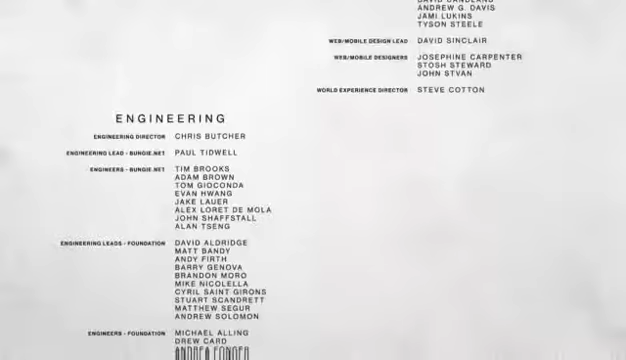 ANDREW G. DAVIS
JAMI LUKINS
TYSON STEELE
WEB/MOBILE DESIGN LEAD DAVID SINCLAIR
WEB/MOBILE DESIGNERS JOSEPHINE CARPENTER
STOSH STEWARD
JOHN STVAN
WORLD EXPERIENCE DIRECTOR STEVE COTTON
ENGINEERING
ENGINEERING DIRECTOR CHRIS BUTCHER
ENGINEERING LEAD - BUNGIE.NET PAUL TIDWELL
ENGINEERS - BUNGIE.NET TIM BROOKS
ADAM BROWN
TOM GIOCONDA
EVAN HWANG
JAKE LAUER
ALEX LORET DE MOLA
JOHN SHAFFSTALL
ALAN TSENG
ENGINEERING LEADS - FOUNDATION DAVID ALDRIDGE
MATT BANDY
ANDY FIRTH
BARRY GENOVA
BRANDON MORO
MIKE NICOLELLA
CYRIL SAINT GIRONS
STUART SCANDRETT
MATTHEW SEGUR
ANDREW SOLOMON
ENGINEERS - FOUNDATION MICHAEL ALLING
DREW CARD